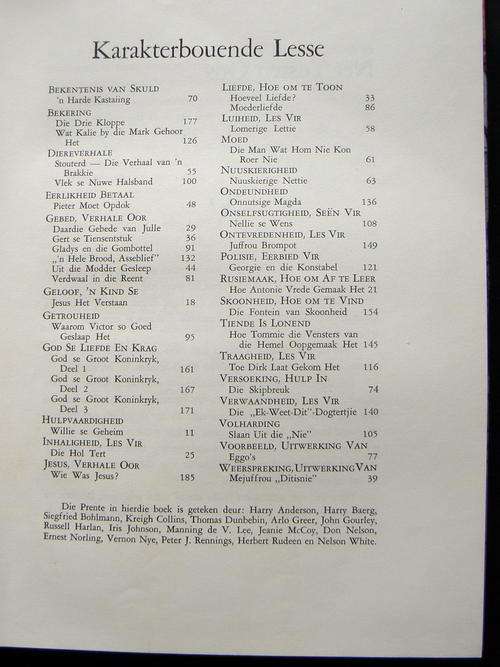 Karakterbouende Lesse
BEKENTENIS VAN SKULD
'n Harde Kastaiing 70
BEKERING
Die Drie Kloppe 177
Wat Kalie by die Mark Gehoor
Het 126
DIEREVERHALE
Stouterd — Die Verhaal van 'n
Brakkie 55
Vlek se Nuwe Halsband 100
EERLIKHEID BETAAL
Pieter Moet Opdok 48
GEBED, VERHALE OOR
Daardie Gebede van Julle 29
Gert se Tiensentstuk 36
Gladys en die Gombottel 91
„'n Hele Brood, Asseblief" 132
Uit die Modder Gesleep 44
Verdwaal in die Reent 81
GELOOF, 'N KIND SE
Jesus Het Verstaan 18
GETROUHEID
Waarom Victor so Goed
Geslaap Het 95
GOD SE LIEFDE EN KRAG
God se Groot Koninkryk,
Deel 1 161
God se Groot Koninkryk,
Deel 2 167
God se Groot Koninkryk,
Deel 3 171
HULPVAARDIGHEID
Willie se Geheim 11
INHALIGHEID, LES VIR
Die Hol Tert 25
JESUS, VERHALE OOR
Wie Was Jesus? 185
LIEFDE, HOE OM TE TOON
Hoeveel Liefde? 33
Moederliefde 86
LUIHEID, LES VIR
Lomerige Lettie 58
MOED
Die Man Wat Hom Nie Kon
Roer Nie 61
NUUSKIERIGHEID
Nuuskierige Nettie 63
ONDEUNDHEID
Onnutsige Magda 136
ONSELFSUGTIGHEID, SEËN VIR
Nellie se Wens 108
ONTEVREDENHEID, LES VIR
Juffrou Brompot 149
POLISIE, EERBIED VIR
Georgie en die Konstabel 121
RUSIEMAAK, HOE OM AF TE LEER
Hoe Antonie Vrede Gemaak Het 21
SKOONHEID, HOE OM TE VIND
Die Fontein van Skoonheid 154
TIENDE IS LONEND
Hoe Tommie die Vensters van
die Hemel Oopgemaak Het 145
TRAAGHEID, LES VIR
Toe Dirk Laat Gekom Het 116
VERSOEKING, HULP IN
Die Skipbreuk 74
VERWAANDHEID, LES VIR
Die „Ek-Weet-Dit"-Dogtertjie 140
VOLHARDING
Slaan Uit die „Nie" 105
VOORBEELD, UITWERKING VAN
Eggo's 77
WEERSPREKING, UITWERKING VAN
Mejuffrou „Ditisnie" 39
Die Prente in hierdie boek is geteken deur: Harry Anderson, Harry Baerg,
Siegfried Bohlmann, Kreigh Collins, Thomas Dunbebin, Arlo Greer, John Gourley,
Russell Harlan, Iris Johnson, Manning de V. Lee, Jeanie McCoy, Don Nelson,
Ernest Norling, Vernon Nye, Peter J. Rennings, Herbert Rudeen en Nelson White.